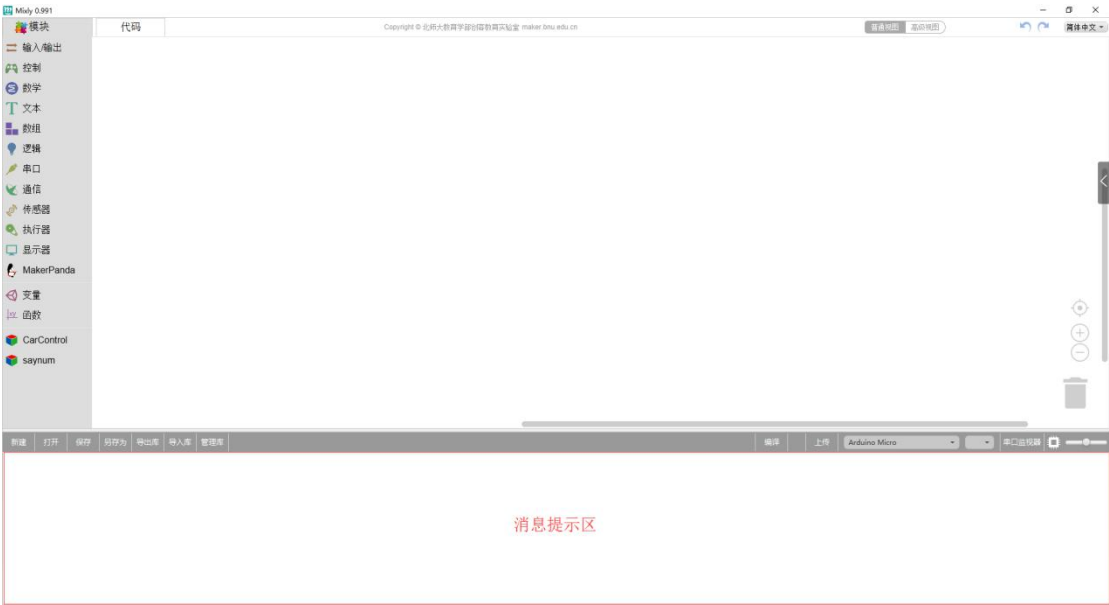 Mixly 0.991
模块
代码
Copyright © 北师大教育学部创客教育实验室 maker.bnu.edu.cn
普通视图 高级视图
简体中文
输入/输出
控制
数学
文本
数组
逻辑
串口
通信
传感器
执行器
显示器
MakerPanda
变量
函数
CarControl
saynum
新建 打开 保存 另存为 导出库 导入库 管理库 编译 上传 Arduino Micro 串口监视器
消息提示区